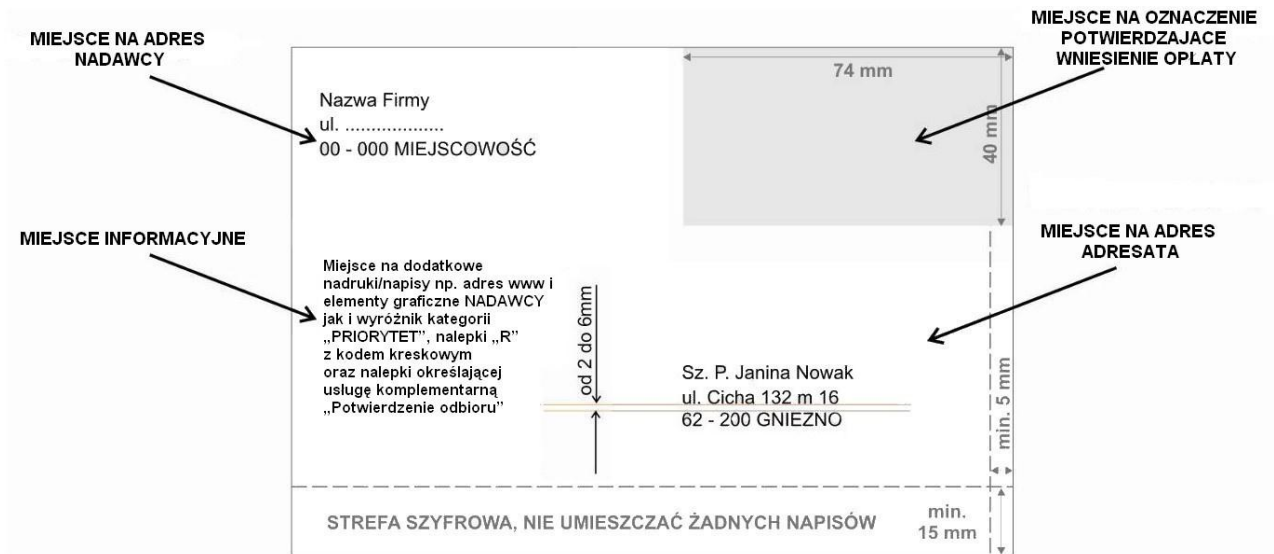 MIEJSCE NA ADRES
NADAWCY
MIEJSCE NA OZNACZENIE
POTWIERDZAJACE
WNIESIENIE OPLATY
74 mm
40 mm
Nazwa Firmy
ul. ...................
00 - 000 MIEJSCOWOŚĆ
MIEJSCE INFORMACYJNE
MIEJSCE NA ADRES
ADRESATA
Miejsce na dodatkowe
nadruki/napisy np. adres www i
elementy graficzne NADAWCY
jak i wyróżnik kategorii
„PRIORYTET”, nalepki „R”
z kodem kreskowym
oraz nalepki określającej
usługę komplementarną
„Potwierdzenie odbioru”
od 2 do 6mm
Sz. P. Janina Nowak
ul. Cicha 132 m 16
62 - 200 GNIEZNO
min. 5 mm
STREFA SZYFROWA, NIE UMIESZCZAĆ ŻADNYCH NAPISÓW
min.
15 mm